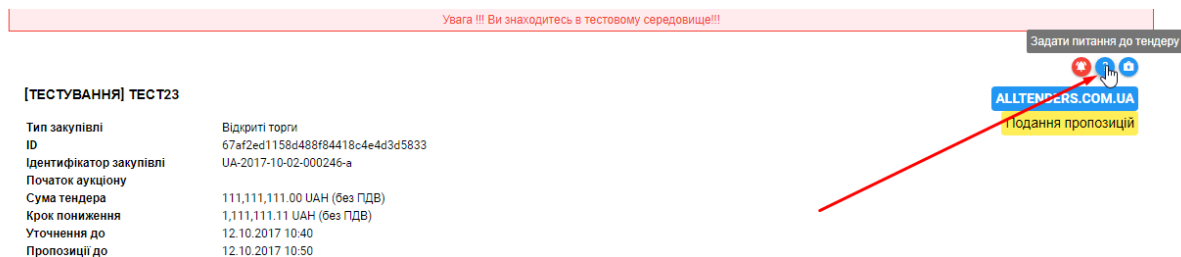 Увага !!! Ви знаходитесь в тестовому середовище!!!
Задати питання до тендеру
[ТЕСТУВАННЯ] ТЕСТ23
ALLTENDERS.COM.UA
Подання пропозицій
Тип закупівлі Відкриті торги
ID 67af2ed1158d488f84418c4e4d3d5833
Ідентифікатор закупівлі UA-2017-10-02-000246-a
Початок аукціону
Сума тендера 111,111,111.00 UAH (без ПДВ)
Крок пониження 1,111,111.11 UAH (без ПДВ)
Уточнення до 12.10.2017 10:40
Пропозиції до 12.10.2017 10:50